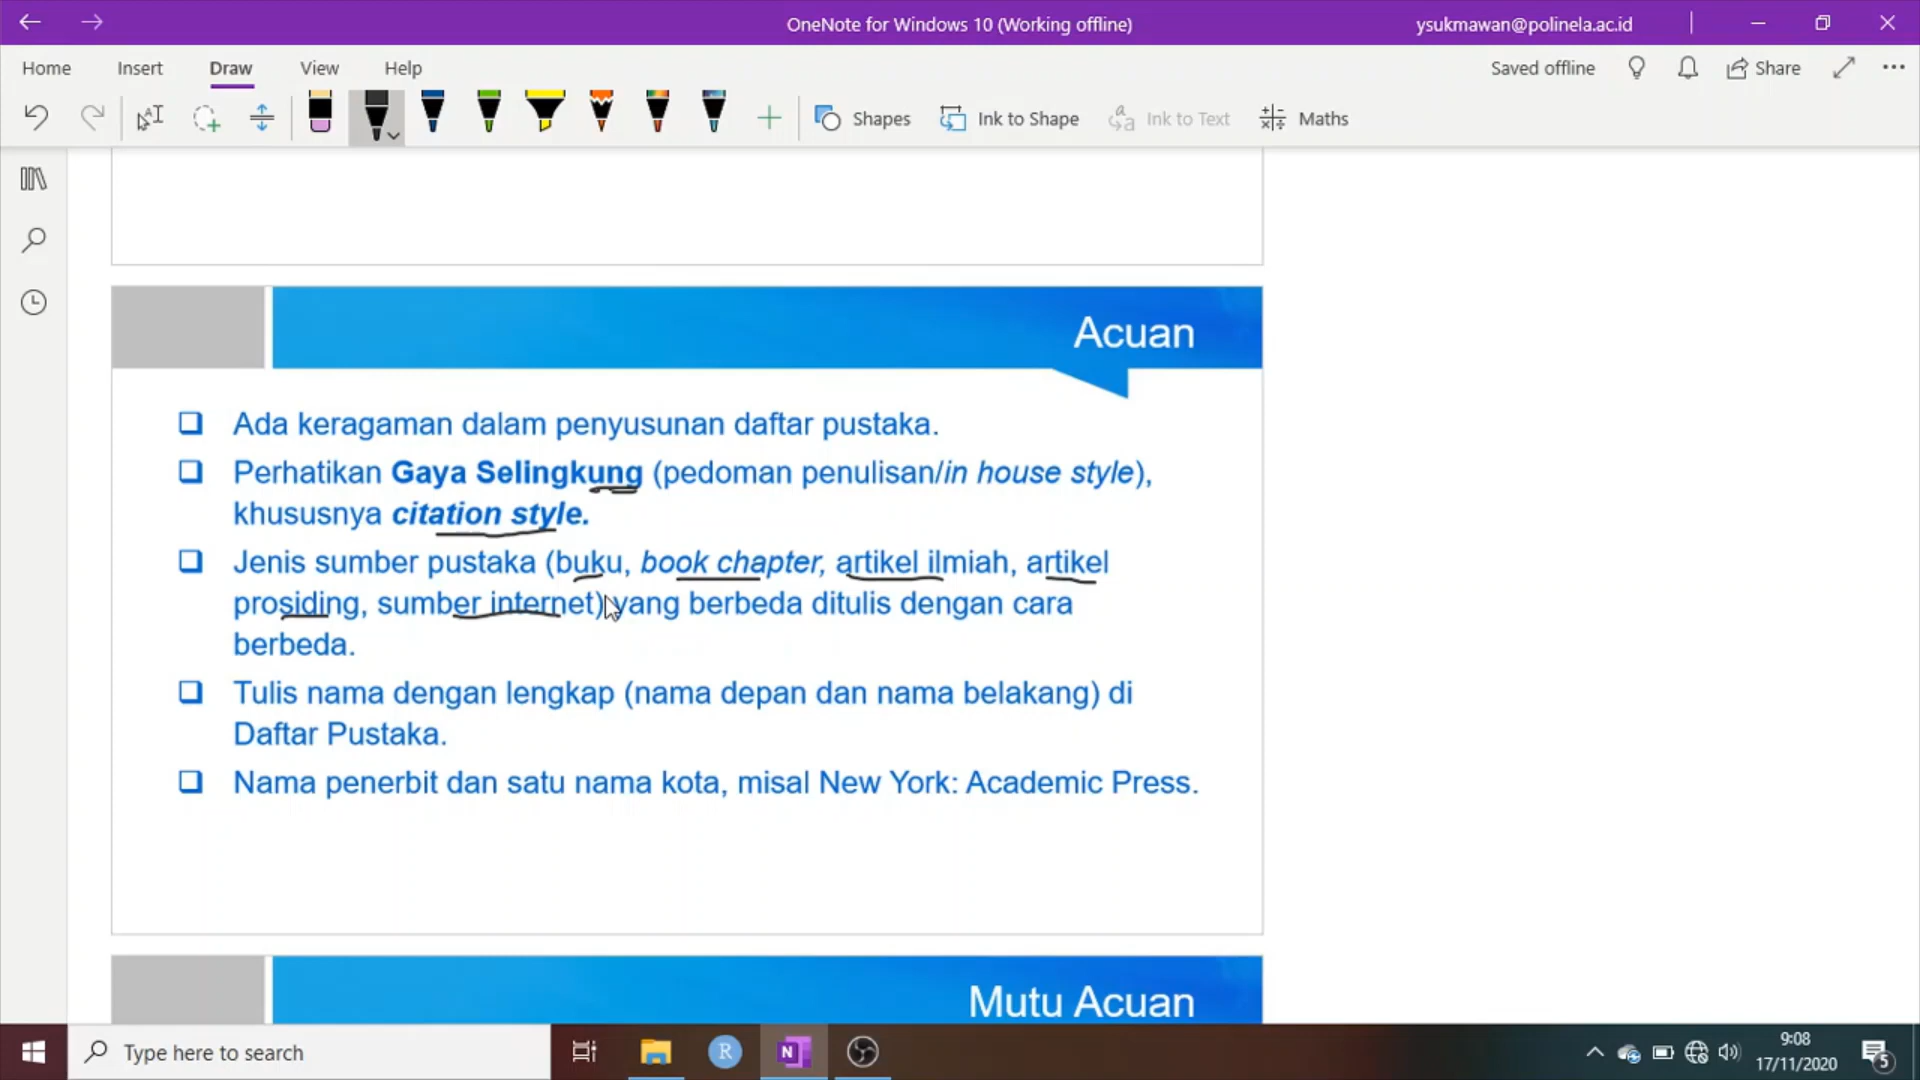 OneNote for Windows 10 (Working offline)
ysukmawan@polinela.ac.id
Home Insert Draw View Help
Saved offline
Share
Shapes
Ink to Shape
Ink to Text
Maths
Acuan
Ada keragaman dalam penyusunan daftar pustaka.
Perhatikan Gaya Selingkung (pedoman penulisan/in house style),
khususnya citation style.
Jenis sumber pustaka (buku, book chapter, artikel ilmiah, artikel
prosiding, sumber internet) yang berbeda ditulis dengan cara
berbeda.
Tulis nama dengan lengkap (nama depan dan nama belakang) di
Daftar Pustaka.
Nama penerbit dan satu nama kota, misal New York: Academic Press.
Mutu Acuan
Type here to search
R
N
9:08
17/11/2020
5